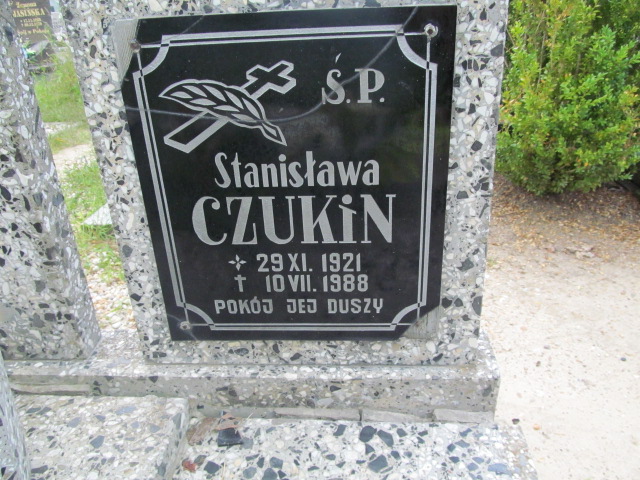 Ś.P.
Stanisława
CZUKiN
29 XI. 1921
† 10 VII. 1988
POKÓJ JEJ DUSZY